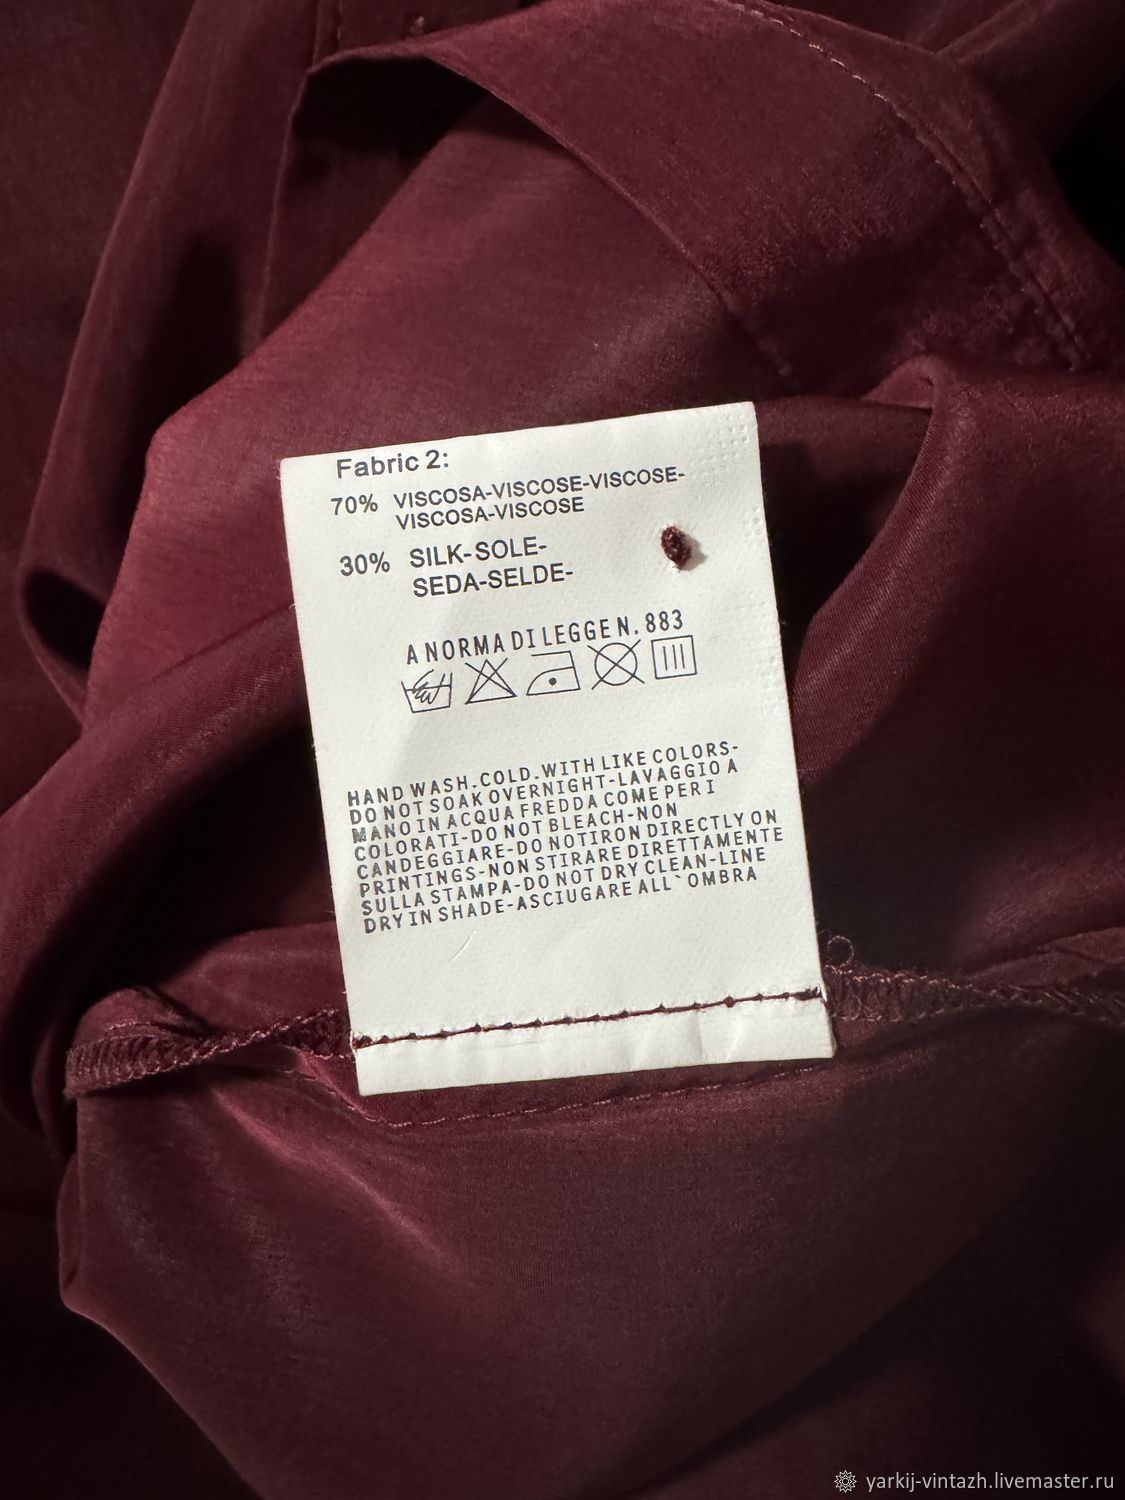 Fabric 2:
70% VISCOSA-VISCOSE-VISCOSE-
VISCOSA-VISCOSE
30% SILK-SOLE-
SEDA-SELDE-
A NORMA DI LEGGE N. 883
HAND WASH.COLD.WITH LIKE COLORS-
DO NOT SOAK OVERNIGHT-LAVAGGIO A
MANO IN ACQUA FREDDA COME PER I
COLORATI-DO NOT BLEACH-NON
CANDEGGIARE-DO NOT IRON DIRECTLY ON
PRINTINGS-NON STIRARE DIRETTAMENTE
SULLA STAMPA-DO NOT DRY CLEAN-LINE
DRY IN SHADE-ASCIUGARE ALL`OMBRA
yarkij-vintazh.livemaster.ru